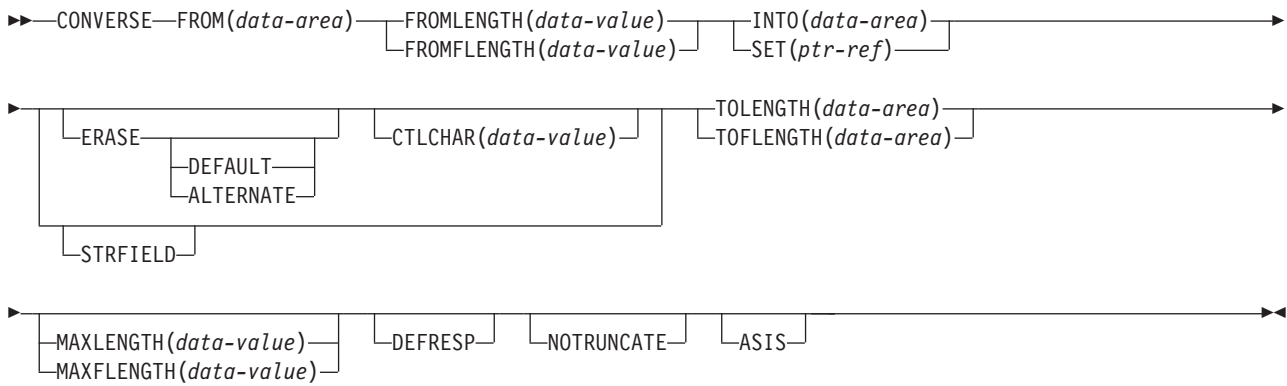 CONVERSE FROM(data-area) FROMLENGTH(data-value) INTO(data-area)
FROMFLENGTH(data-value) SET(ptr-ref)
ERASE CTLCHAR(data-value) TOLENGTH(data-area)
DEFAULT TOFLENGTH(data-area)
ALTERNATE
STRFIELD
MAXLENGTH(data-value) DEFRESP NOTRUNCATE ASIS
MAXFLENGTH(data-value)